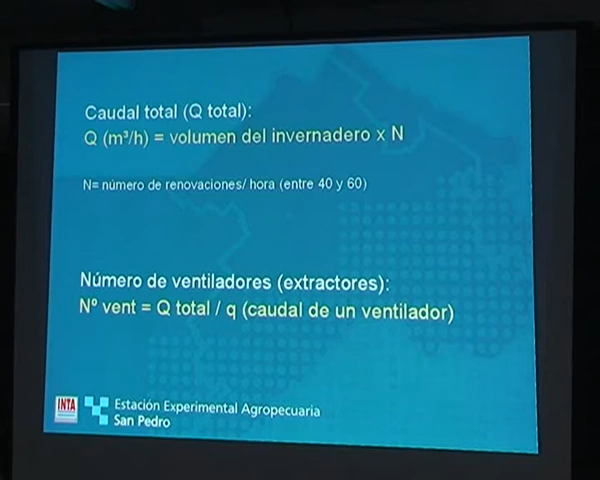 Caudal total (Q total):
Q (m³/h) = volumen del invernadero x N
N= número de renovaciones/ hora (entre 40 y 60)
Número de ventiladores (extractores):
Nº vent = Q total / q (caudal de un ventilador)
INTA
Estación Experimental Agropecuaria
San Pedro